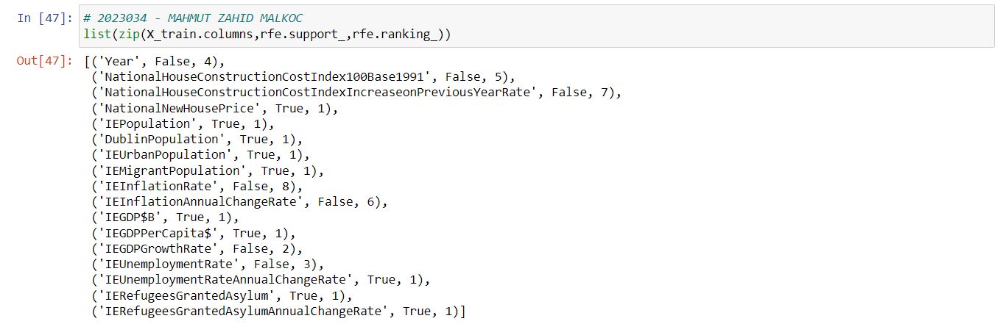 In [47]: # 2023034 - MAHMUT ZAHID MALKOC
list(zip(X_train.columns,rfe.support_,rfe.ranking_))
Out[47]: [('Year', False, 4),
('NationalHouseConstructionCostIndex100Base1991', False, 5),
('NationalHouseConstructionCostIndexIncreaseonPreviousYearRate', False, 7),
('NationalNewHousePrice', True, 1),
('IEPopulation', True, 1),
('DublinPopulation', True, 1),
('IEUrbanPopulation', True, 1),
('IEMigrantPopulation', True, 1),
('IEInflationRate', False, 8),
('IEInflationAnnualChangeRate', False, 6),
('IEGDP$B', True, 1),
('IEGDPPerCapita$', True, 1),
('IEGDPGrowthRate', False, 2),
('IEUnemploymentRate', False, 3),
('IEUnemploymentRateAnnualChangeRate', True, 1),
('IERefugeesGrantedAsylum', True, 1),
('IERefugeesGrantedAsylumAnnualChangeRate', True, 1)]